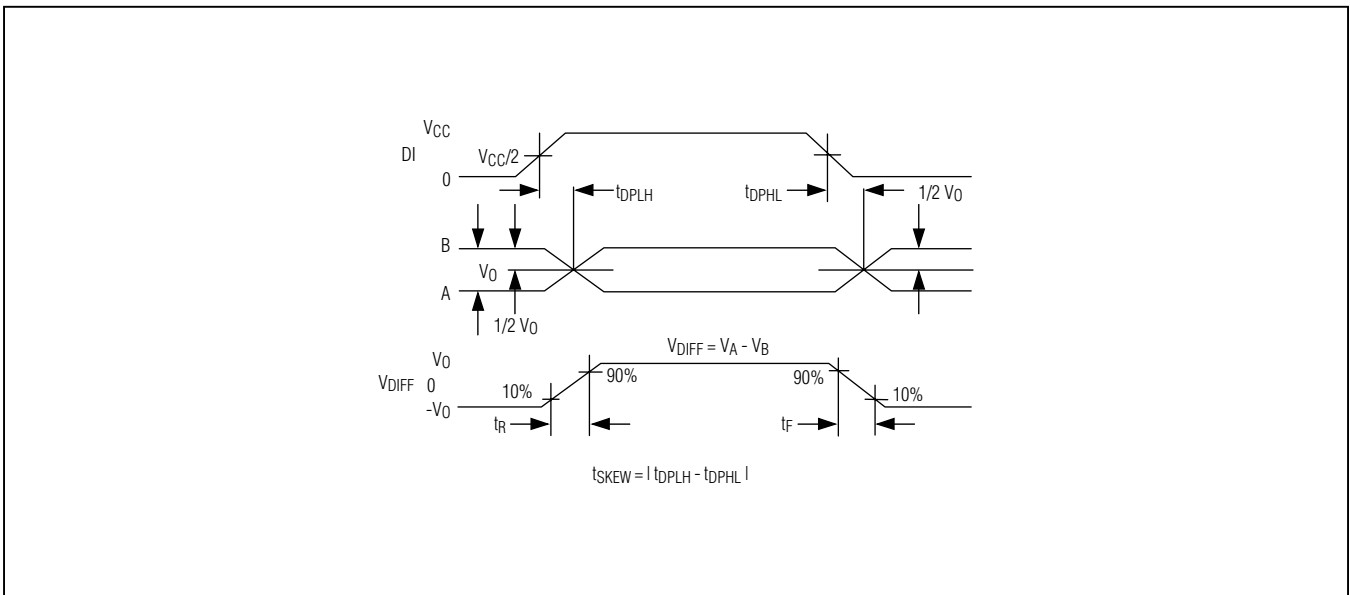 VCC
DI
VCC/2
0
tDPLH
tDPHL
1/2 VO
B
VO
A
1/2 VO
VDIFF = VA - VB
VO
VDIFF 0
-VO
10%
90%
90%
10%
tR
tF
tSKEW = | tDPLH - tDPHL |